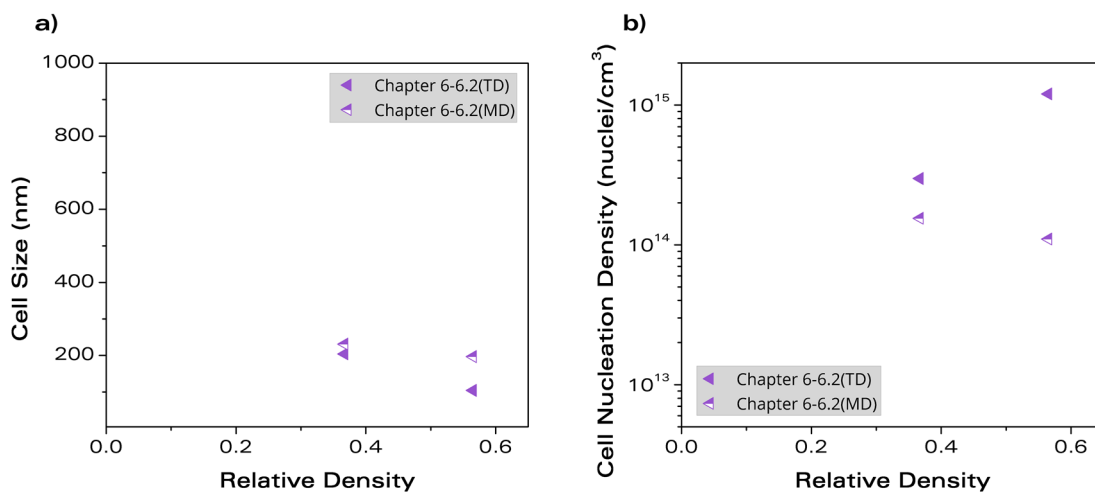 a)
1000
800
600
400
200
0.0
0.2
0.4
0.6
Cell Size (nm)
Relative Density
Chapter 6-6.2(TD)
Chapter 6-6.2(MD)
b)
10^15
10^14
10^13
0.0
0.2
0.4
0.6
Cell Nucleation Density (nuclei/cm^3)
Relative Density
Chapter 6-6.2(TD)
Chapter 6-6.2(MD)